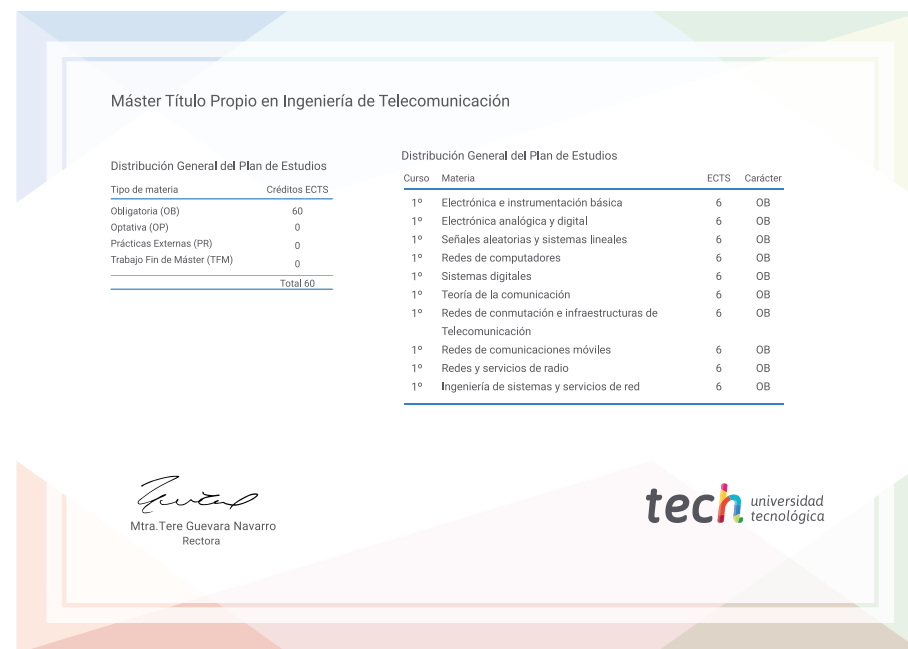 Máster Título Propio en Ingeniería de Telecomunicación
Distribución General del Plan de Estudios
Tipo de materia Créditos ECTS
Obligatoria (OB) 60
Optativa (OP) 0
Prácticas Externas (PR) 0
Trabajo Fin de Máster (TFM) 0
Total 60
Distribución General del Plan de Estudios
Curso Materia ECTS Carácter
1º Electrónica e instrumentación básica 6 OB
1º Electrónica analógica y digital 6 OB
1º Señales aleatorias y sistemas lineales 6 OB
1º Redes de computadores 6 OB
1º Sistemas digitales 6 OB
1º Teoría de la comunicación 6 OB
1º Redes de conmutación e infraestructuras de 6 OB
Telecomunicación
1º Redes de comunicaciones móviles 6 OB
1º Redes y servicios de radio 6 OB
1º Ingeniería de sistemas y servicios de red 6 OB
Mtra.Tere Guevara Navarro
Rectora
tech universidad
tecnológica